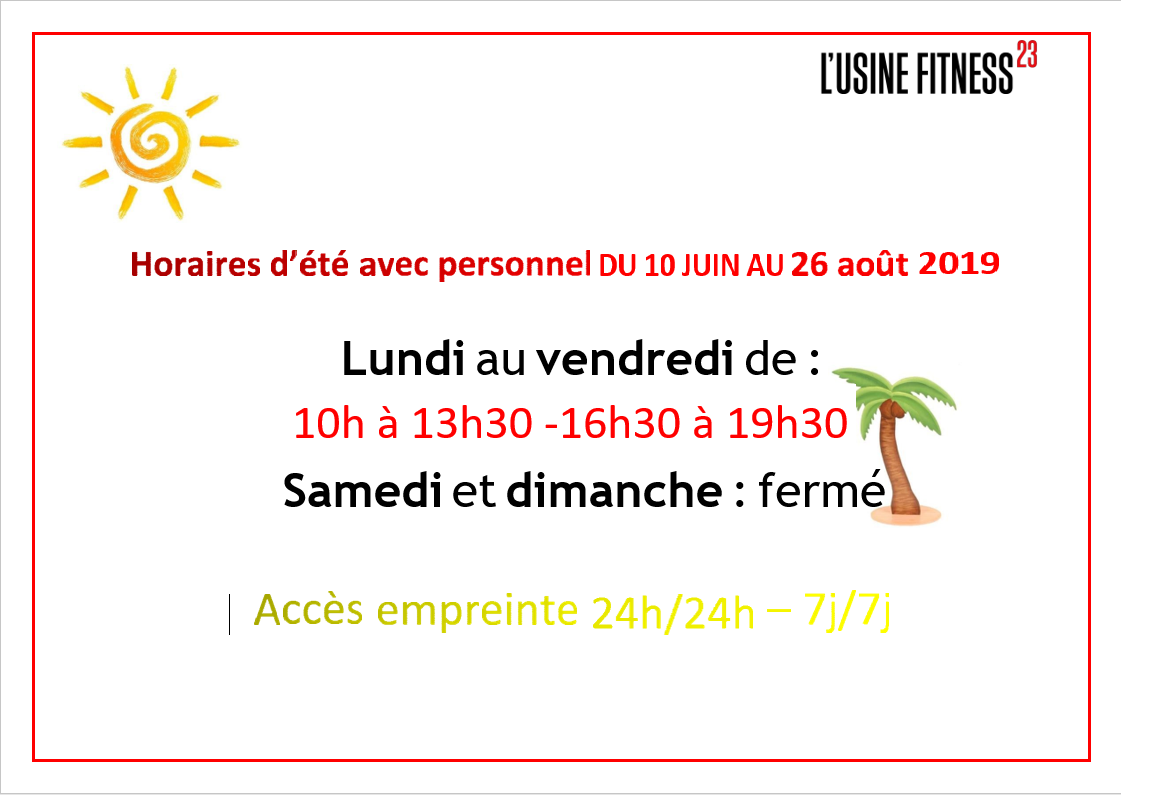 L'USINE FITNESS 23
Horaires d'été avec personnel DU 10 JUIN AU 26 août 2019
Lundi au vendredi de :
10h à 13h30 -16h30 à 19h30
Samedi et dimanche : fermé
Accès empreinte 24h/24h – 7j/7j